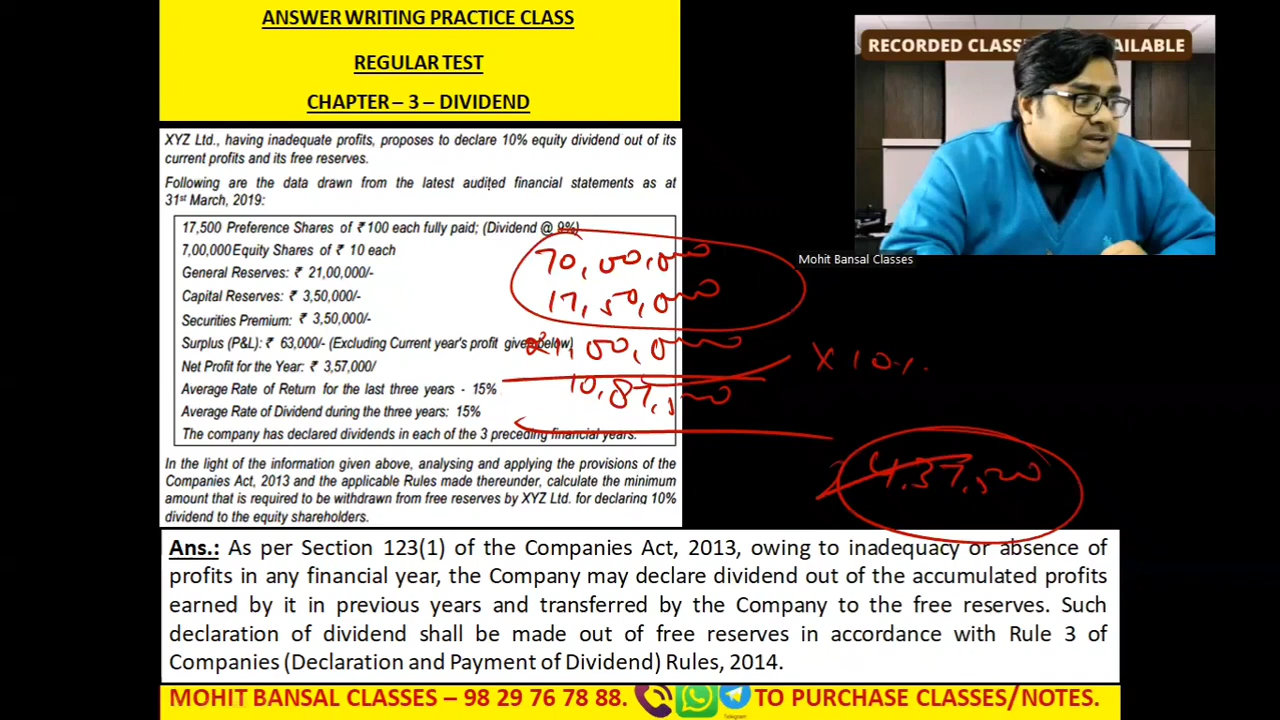 ANSWER WRITING PRACTICE CLASS
REGULAR TEST
CHAPTER – 3 – DIVIDEND
RECORDED CLASS AILABLE
Mohit Bansal Classes
XYZ Ltd., having inadequate profits, proposes to declare 10% equity dividend out of its
current profits and its free reserves.
Following are the data drawn from the latest audited financial statements as at
31st March, 2019:
17,500 Preference Shares of ₹ 100 each fully paid; (Dividend @ 9%)
7,00,000 Equity Shares of ₹ 10 each
General Reserves: ₹ 21,00,000/-
Capital Reserves: ₹ 3,50,000/-
Securities Premium: ₹ 3,50,000/-
Surplus (P&L): ₹ 63,000/- (Excluding Current year's profit given below)
Net Profit for the Year: ₹ 3,57,000/
Average Rate of Return for the last three years - 15%
Average Rate of Dividend during the three years: 15%
The company has declared dividends in each of the 3 preceding financial years.
70,00,000
17,50,000
21,00,000
10,87,500
X 10%
4,37,500
In the light of the information given above, analysing and applying the provisions of the
Companies Act, 2013 and the applicable Rules made thereunder, calculate the minimum
amount that is required to be withdrawn from free reserves by XYZ Ltd. for declaring 10%
dividend to the equity shareholders.
Ans.: As per Section 123(1) of the Companies Act, 2013, owing to inadequacy or absence of
profits in any financial year, the Company may declare dividend out of the accumulated profits
earned by it in previous years and transferred by the Company to the free reserves. Such
declaration of dividend shall be made out of free reserves in accordance with Rule 3 of
Companies (Declaration and Payment of Dividend) Rules, 2014.
MOHIT BANSAL CLASSES – 98 29 76 78 88. TO PURCHASE CLASSES/NOTES.
Telegram